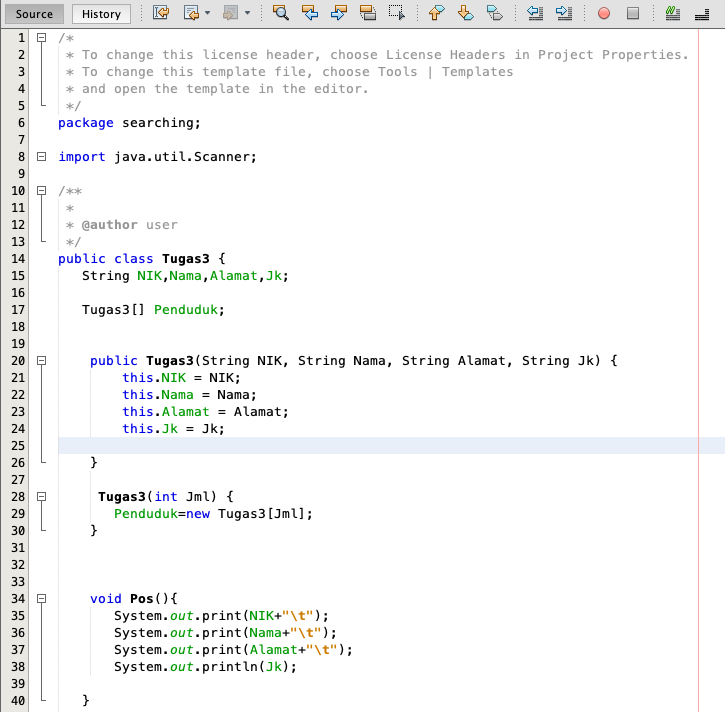 Source History
1 /*
2  * To change this license header, choose License Headers in Project Properties.
3  * To change this template file, choose Tools | Templates
4  * and open the template in the editor.
5  */
6 package searching;
7
8 import java.util.Scanner;
9
10 /**
11  *
12  * @author user
13  */
14 public class Tugas3 {
15    String NIK,Nama,Alamat,Jk;
16
17    Tugas3[] Penduduk;
18
19
20     public Tugas3(String NIK, String Nama, String Alamat, String Jk) {
21         this.NIK = NIK;
22         this.Nama = Nama;
23         this.Alamat = Alamat;
24         this.Jk = Jk;
25
26     }
27
28      Tugas3(int Jml) {
29        Penduduk=new Tugas3[Jml];
30     }
31
32
33
34     void Pos(){
35        System.out.print(NIK+"\t");
36        System.out.print(Nama+"\t");
37        System.out.print(Alamat+"\t");
38        System.out.println(Jk);
39
40    }